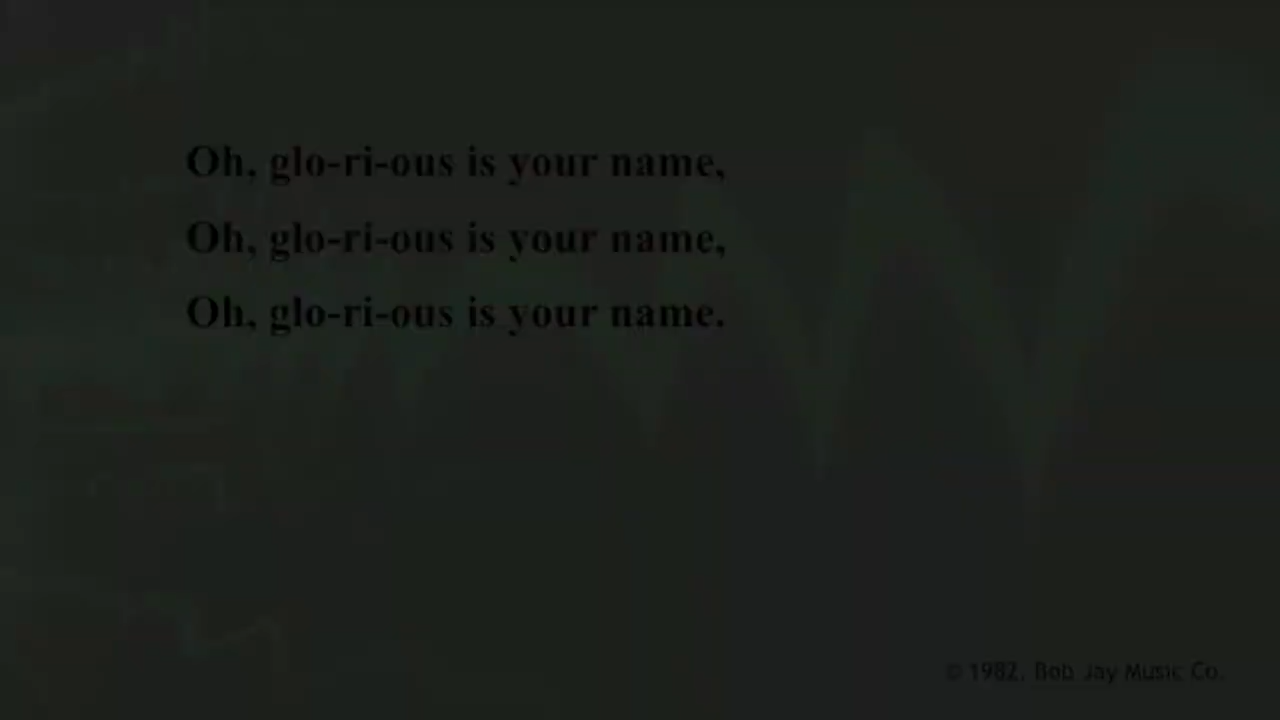 Oh, glo-ri-ous is your name,
Oh, glo-ri-ous is your name,
Oh, glo-ri-ous is your name.
© 1982, Bob Jay Music Co.